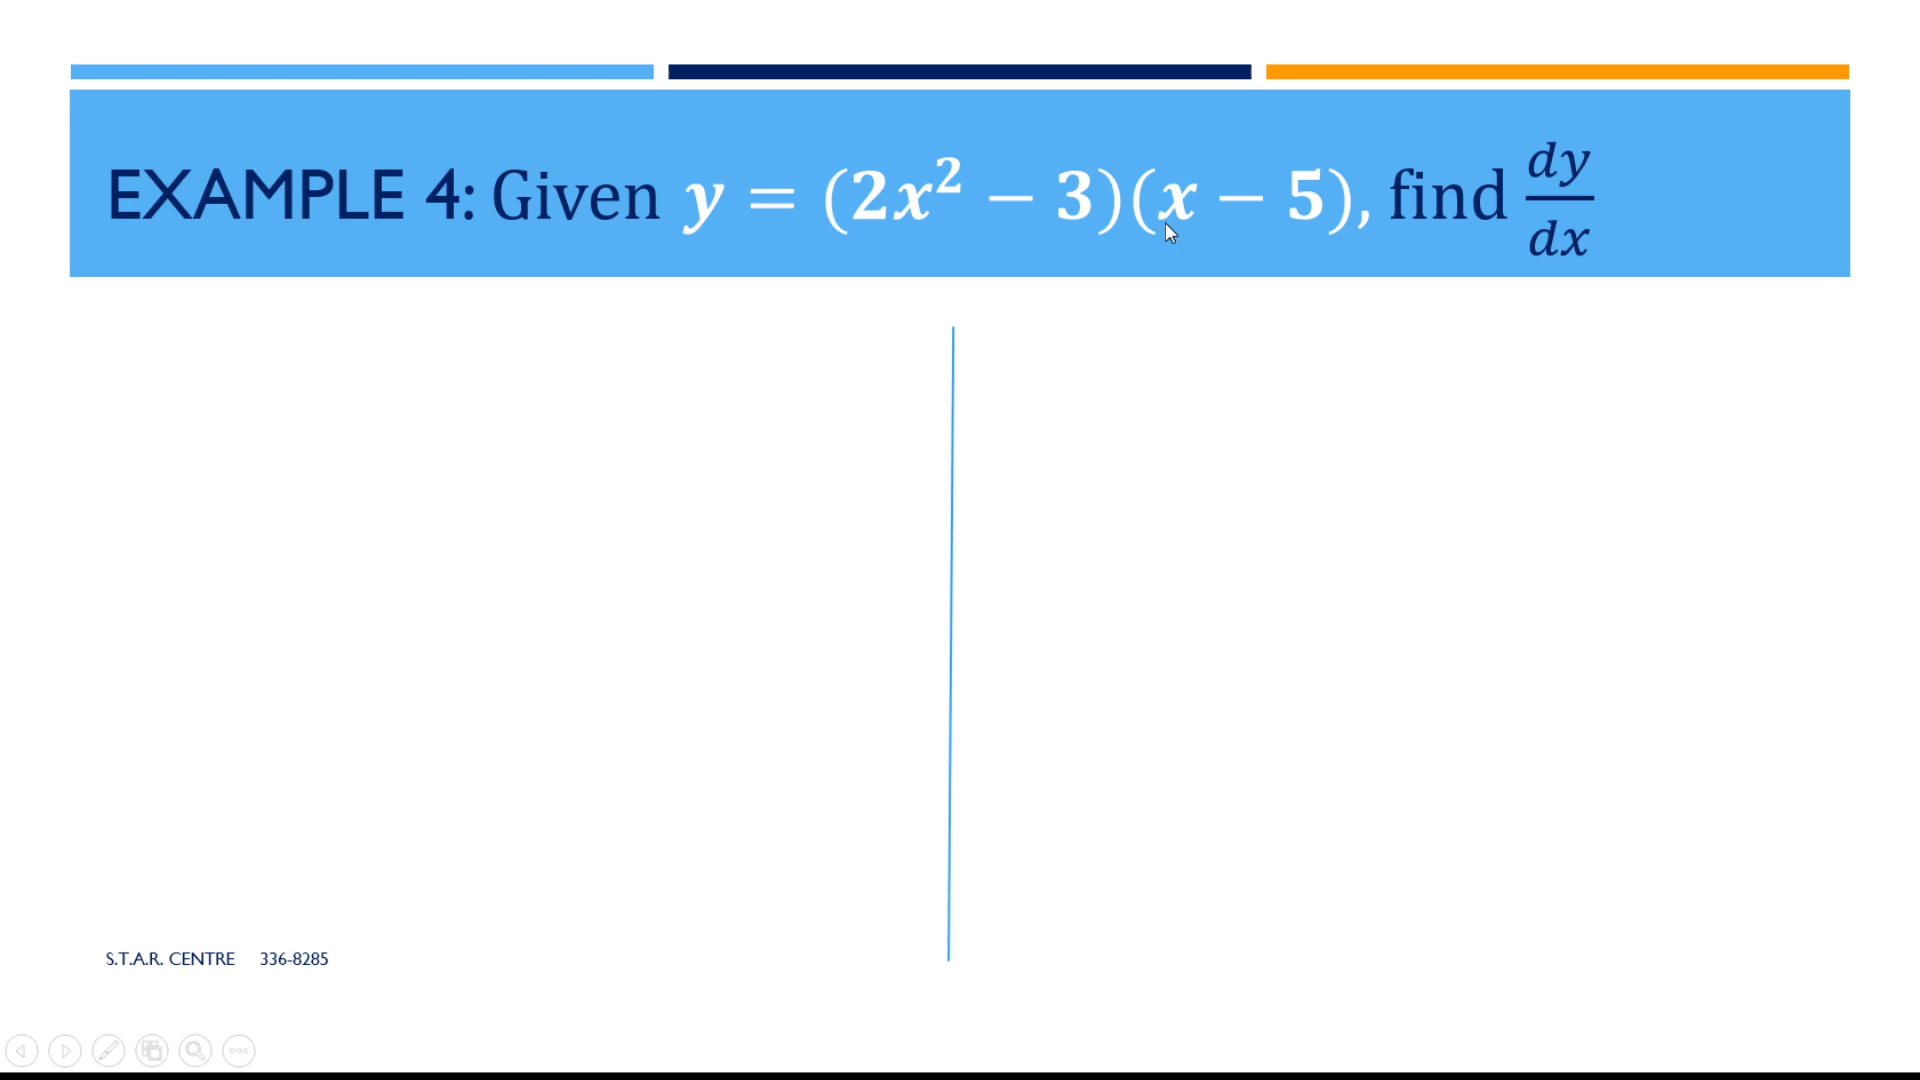 EXAMPLE 4: Given y = (2x² − 3)(x − 5), find dy/dx
S.T.A.R. CENTRE 336-8285